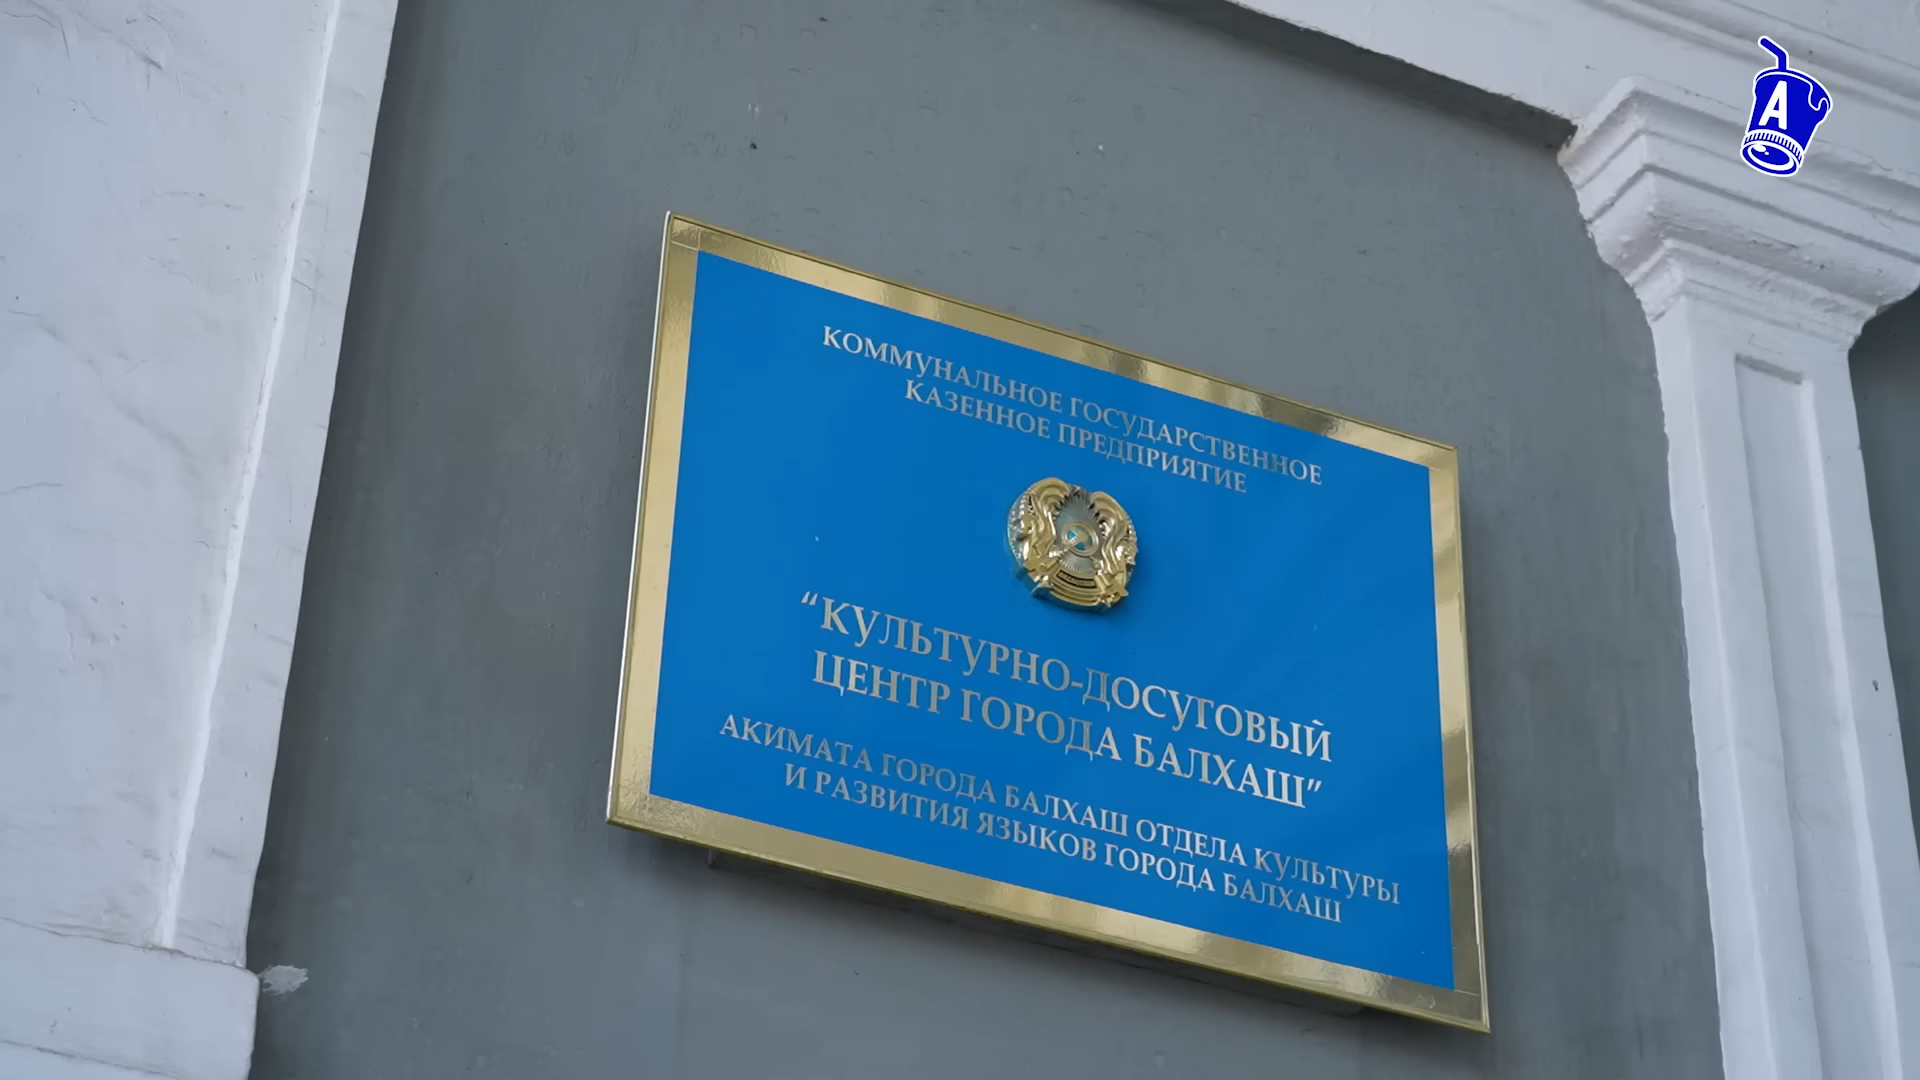 A
КОММУНАЛЬНОЕ ГОСУДАРСТВЕННОЕ
КАЗЕННОЕ ПРЕДПРИЯТИЕ
“КУЛЬТУРНО-ДОСУГОВЫЙ
ЦЕНТР ГОРОДА БАЛХАШ”
АКИМАТА ГОРОДА БАЛХАШ ОТДЕЛА КУЛЬТУРЫ
И РАЗВИТИЯ ЯЗЫКОВ ГОРОДА БАЛХАШ